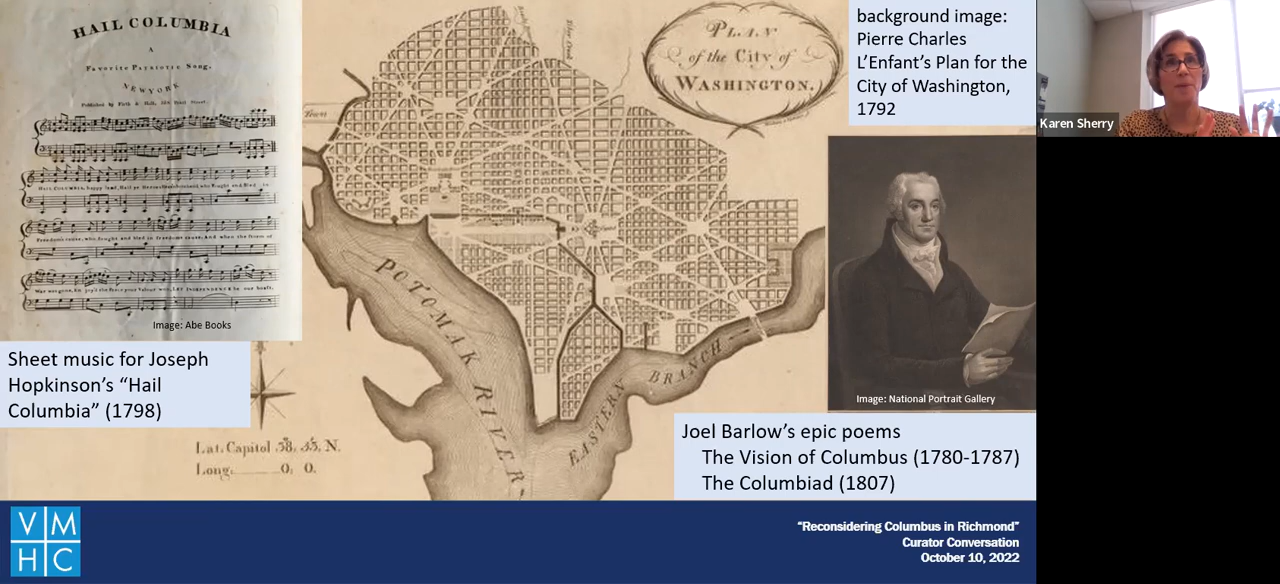 HAIL COLUMBIA
A
Favorite Patriotic Song,
NEWYORK
Image: Abe Books
Sheet music for Joseph
Hopkinson’s “Hail
Columbia” (1798)
PLAN
of the City of
WASHINGTON.
POTOMAK RIVER
EASTERN BRANCH
Lat. Capitol 38, 53, N.
Long. 0, 0.
background image:
Pierre Charles
L’Enfant’s Plan for the
City of Washington,
1792
Image: National Portrait Gallery
Joel Barlow’s epic poems
The Vision of Columbus (1780-1787)
The Columbiad (1807)
Karen Sherry
V M
H C
“Reconsidering Columbus in Richmond”
Curator Conversation
October 10, 2022